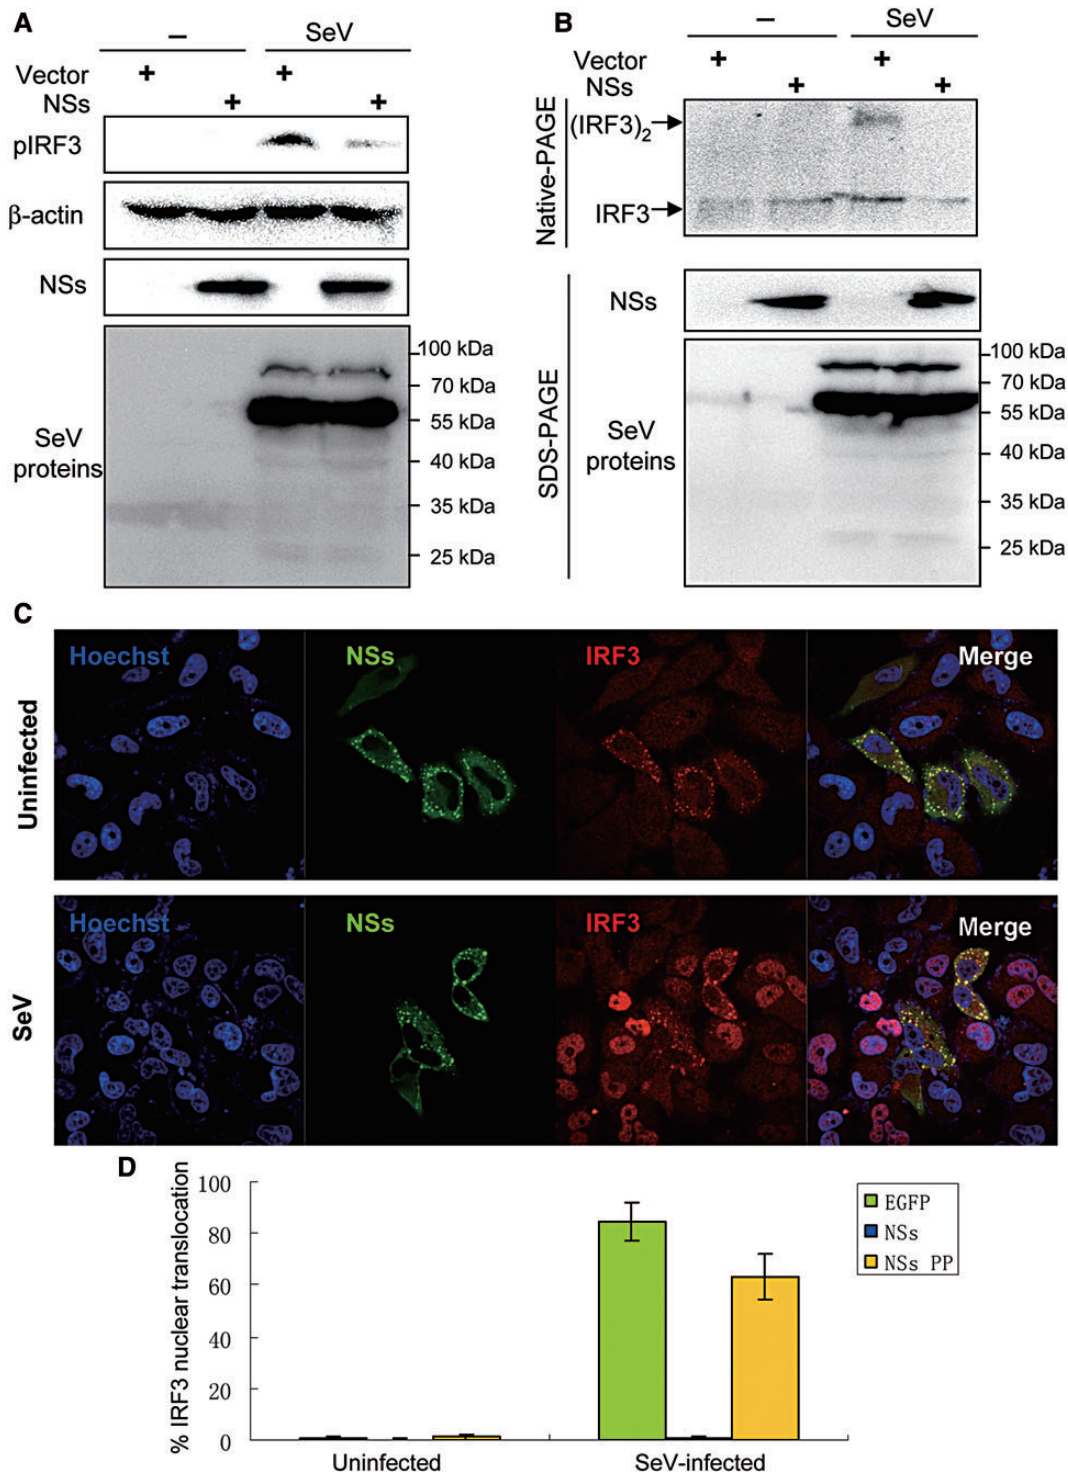 A
– SeV
Vector + +
NSs + +
pIRF3
β-actin
NSs
SeV proteins
100 kDa
70 kDa
55 kDa
40 kDa
35 kDa
25 kDa
B
– SeV
Vector + +
NSs + +
Native-PAGE
(IRF3)2
IRF3
SDS-PAGE
NSs
SeV proteins
100 kDa
70 kDa
55 kDa
40 kDa
35 kDa
25 kDa
C
Uninfected
Hoechst NSs IRF3 Merge
SeV
Hoechst NSs IRF3 Merge
D
% IRF3 nuclear translocation
100
80
60
40
20
0
Uninfected SeV-infected
EGFP
NSs
NSs PP